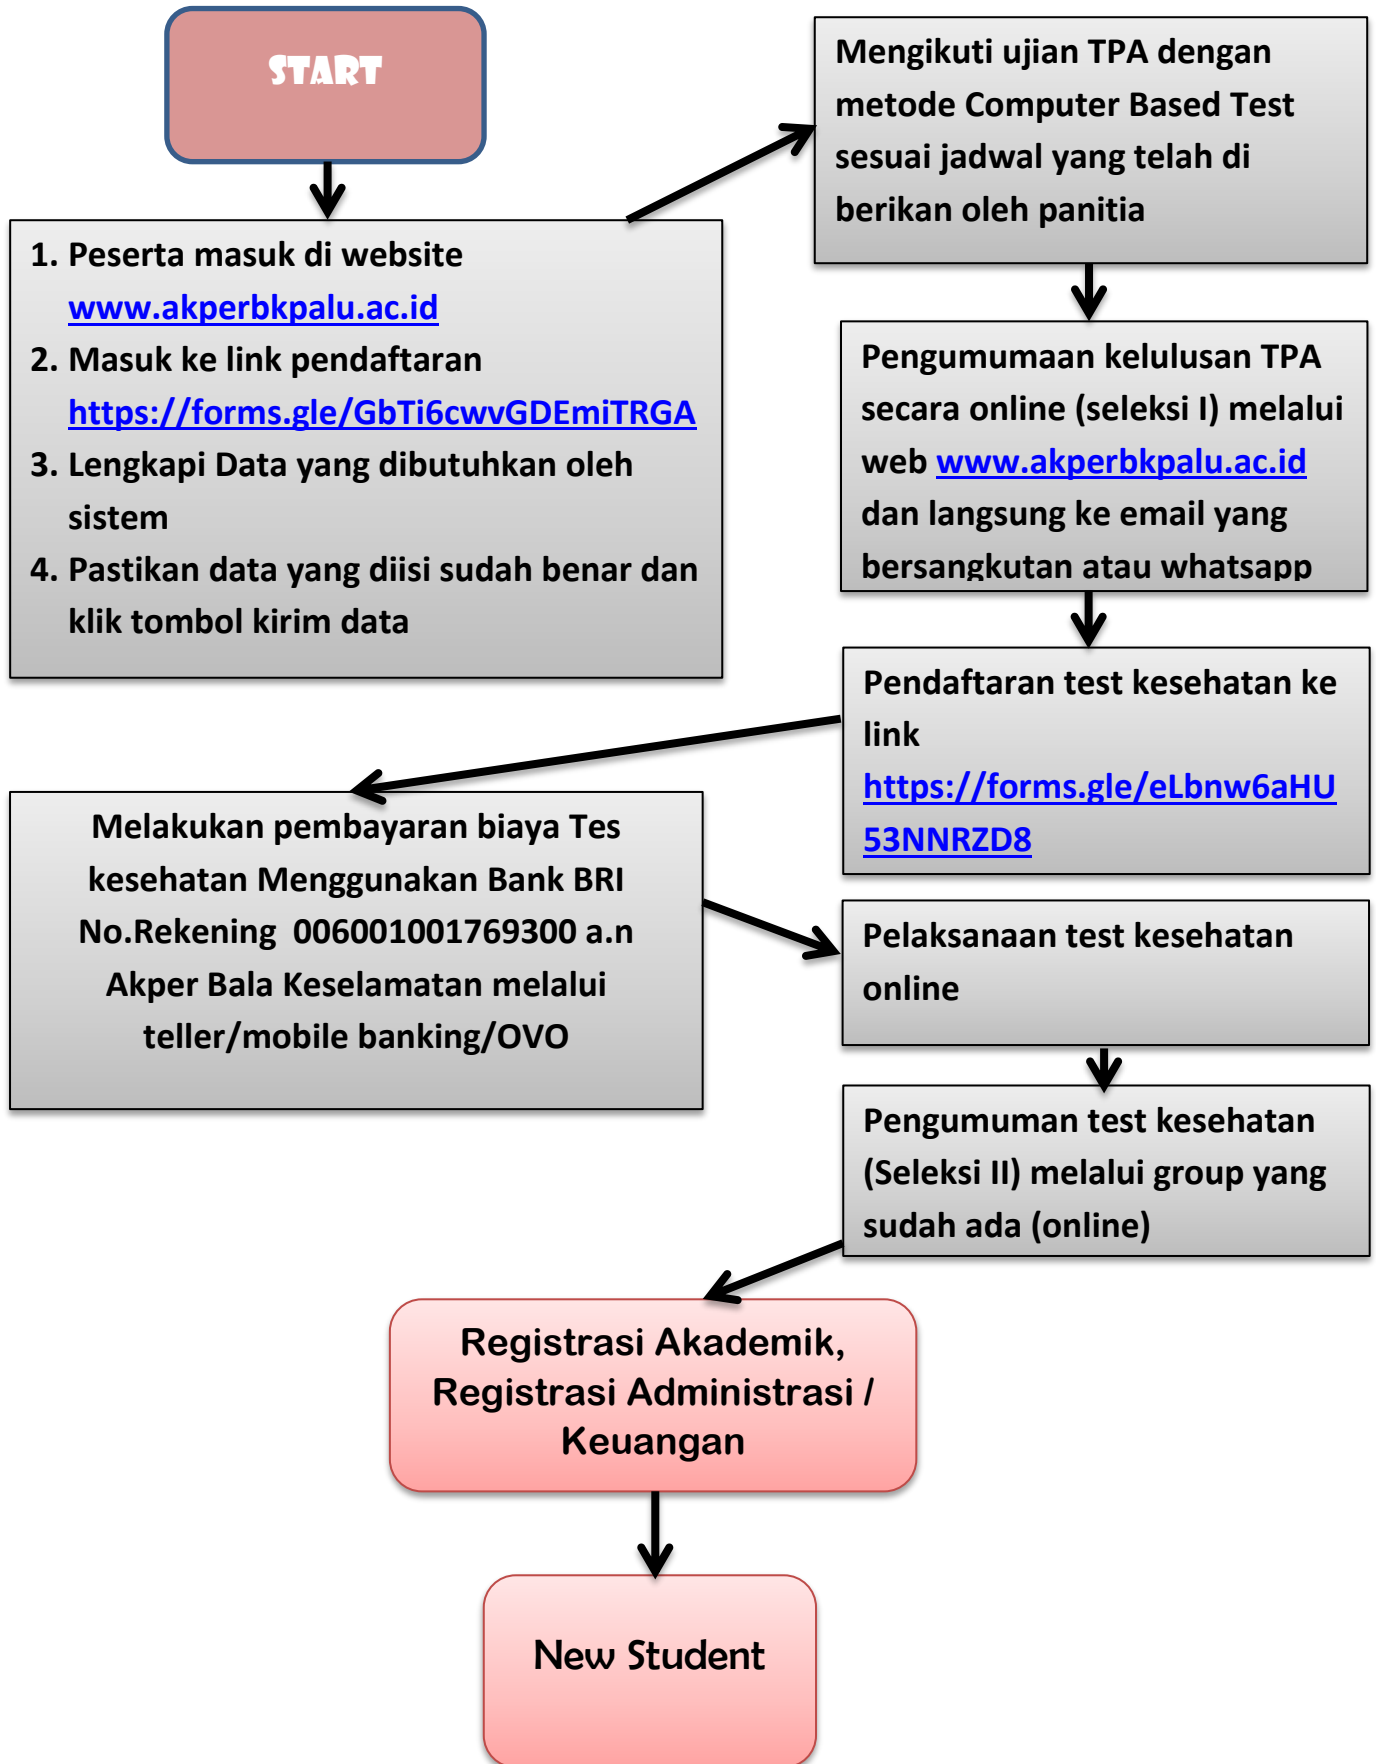 START
1. Peserta masuk di website
www.akperbkpalu.ac.id
2. Masuk ke link pendaftaran
https://forms.gle/GbTi6cwvGDEmiTRGA
3. Lengkapi Data yang dibutuhkan oleh
sistem
4. Pastikan data yang diisi sudah benar dan
klik tombol kirim data
Mengikuti ujian TPA dengan
metode Computer Based Test
sesuai jadwal yang telah di
berikan oleh panitia
Pengumumaan kelulusan TPA
secara online (seleksi I) melalui
web www.akperbkpalu.ac.id
dan langsung ke email yang
bersangkutan atau whatsapp
Pendaftaran test kesehatan ke
link
https://forms.gle/eLbnw6aHU
53NNRZD8
Melakukan pembayaran biaya Tes
kesehatan Menggunakan Bank BRI
No.Rekening  006001001769300 a.n
Akper Bala Keselamatan melalui
teller/mobile banking/OVO
Pelaksanaan test kesehatan
online
Pengumuman test kesehatan
(Seleksi II) melalui group yang
sudah ada (online)
Registrasi Akademik,
Registrasi Administrasi /
Keuangan
New Student